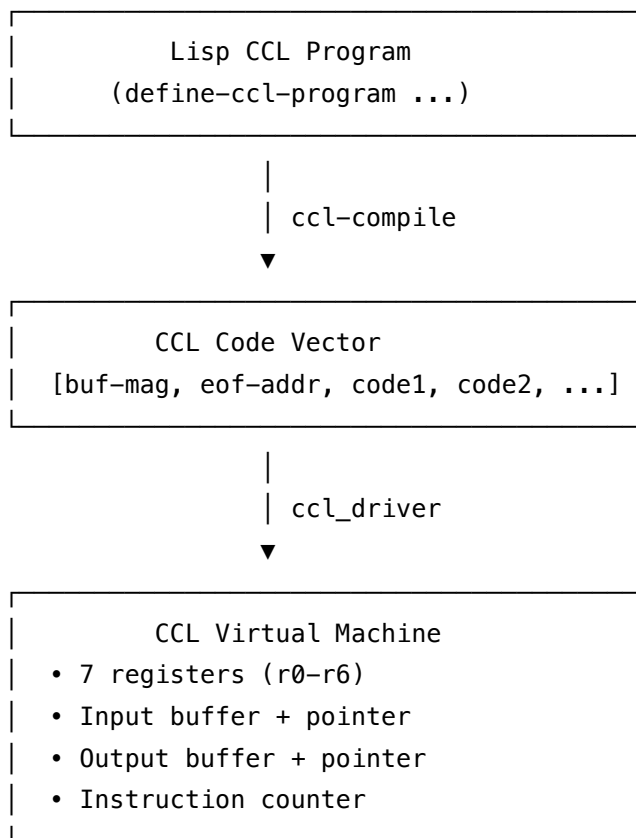 Lisp CCL Program
(define-ccl-program ...)
ccl-compile
CCL Code Vector
[buf-mag, eof-addr, code1, code2, ...]
ccl_driver
CCL Virtual Machine
• 7 registers (r0-r6)
• Input buffer + pointer
• Output buffer + pointer
• Instruction counter